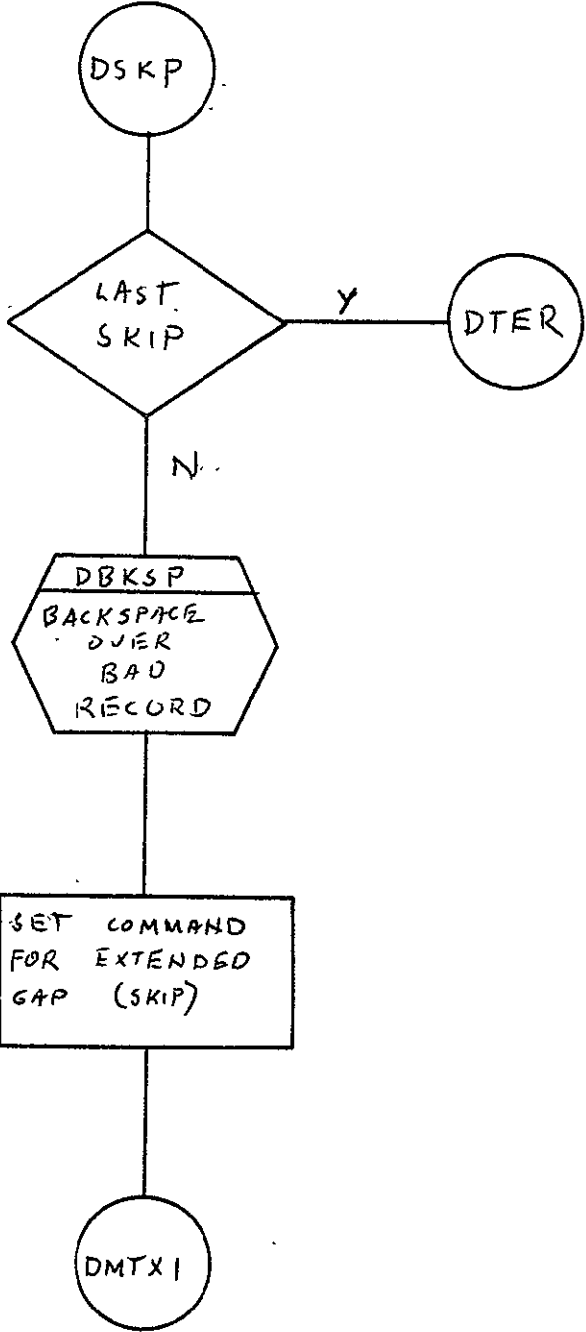 DSKP
LAST
SKIP
Y
DTER
N
DBKSP
BACKSPACE
OVER
BAD
RECORD
SET COMMAND
FOR EXTENDED
GAP (SKIP)
DMTX1